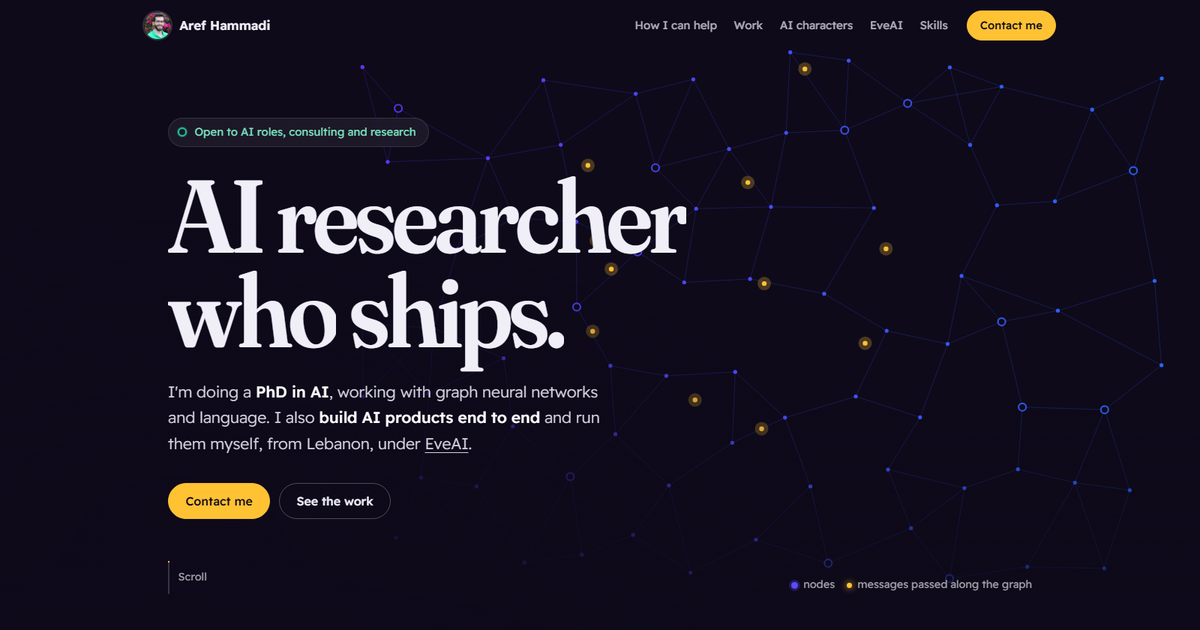 Aref Hammadi
How I can help
Work
AI characters
EveAI
Skills
Contact me
Open to AI roles, consulting and research
AI researcher
who ships.
I'm doing a PhD in AI, working with graph neural networks
and language. I also build AI products end to end and run
them myself, from Lebanon, under EveAI.
Contact me
See the work
Scroll
nodes
messages passed along the graph